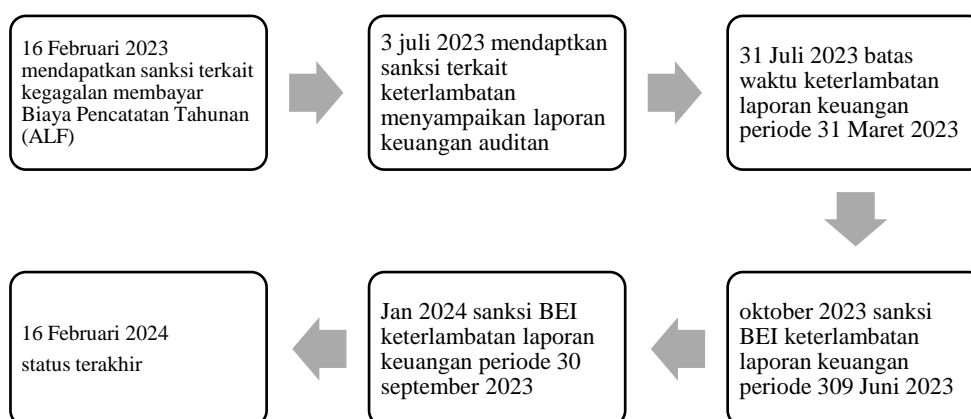 16 Februari 2023
mendapatkan sanksi terkait
kegagalan membayar
Biaya Pencatatan Tahunan
(ALF)
3 juli 2023 mendaptkan
sanksi terkait
keterlambatan
menyampaikan laporan
keuangan auditan
31 Juli 2023 batas
waktu keterlambatan
laporan keuangan
periode 31 Maret 2023
oktober 2023 sanksi
BEI keterlambatan
laporan keuangan
periode 309 Juni 2023
Jan 2024 sanksi BEI
keterlambatan laporan
keuangan periode 30
september 2023
16 Februari 2024
status terakhir